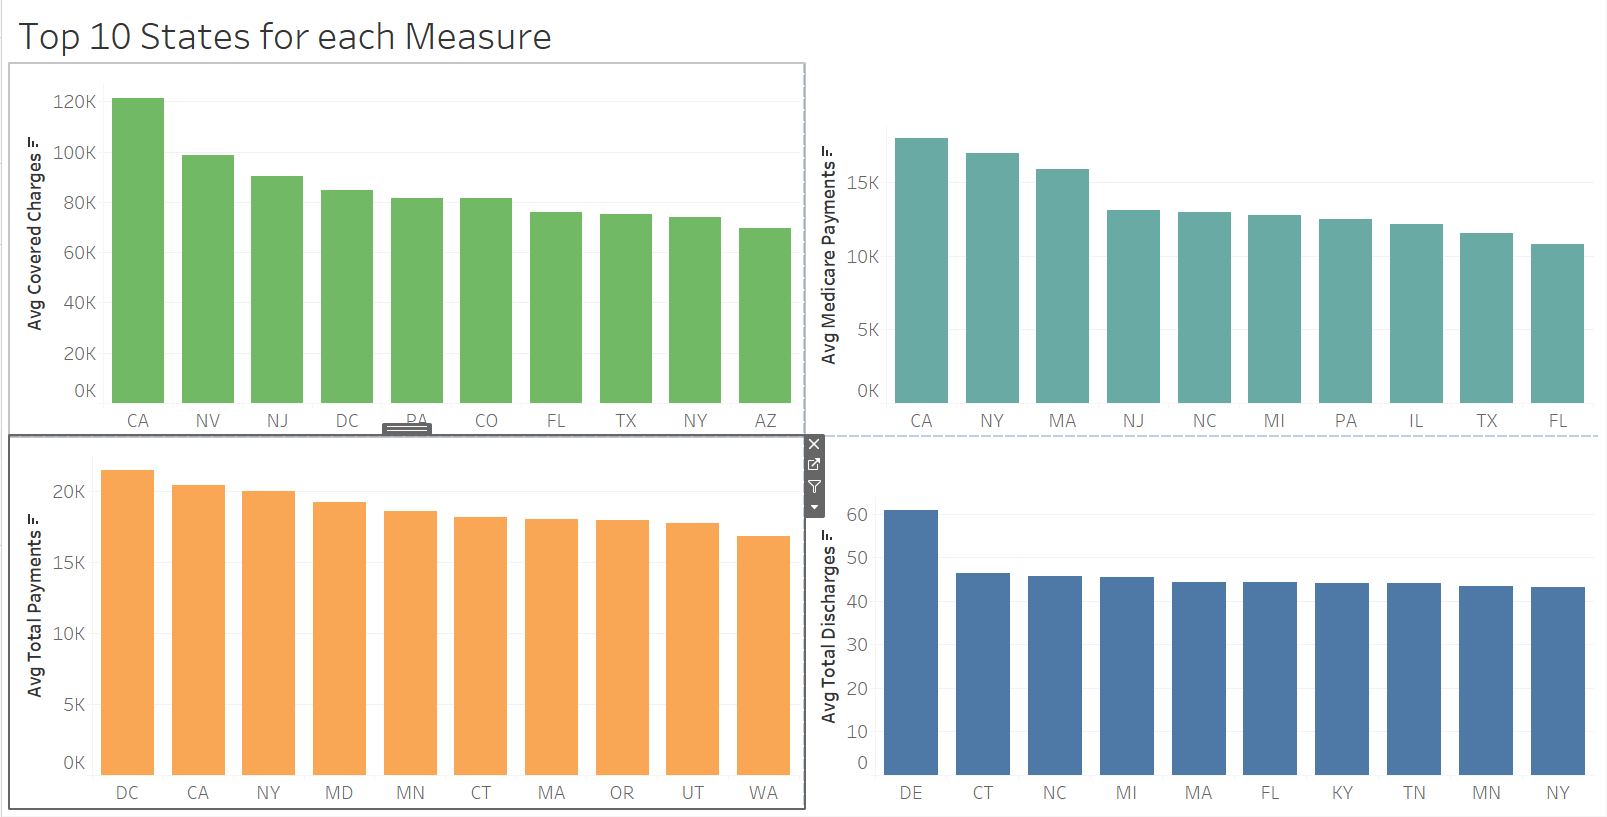 Top 10 States for each Measure
Avg Covered Charges
120K
100K
80K
60K
40K
20K
0K
CA NV NJ DC PA CO FL TX NY AZ
Avg Medicare Payments
15K
10K
5K
0K
CA NY MA NJ NC MI PA IL TX FL
Avg Total Payments
20K
15K
10K
5K
0K
DC CA NY MD MN CT MA OR UT WA
Avg Total Discharges
60
50
40
30
20
10
0
DE CT NC MI MA FL KY TN MN NY